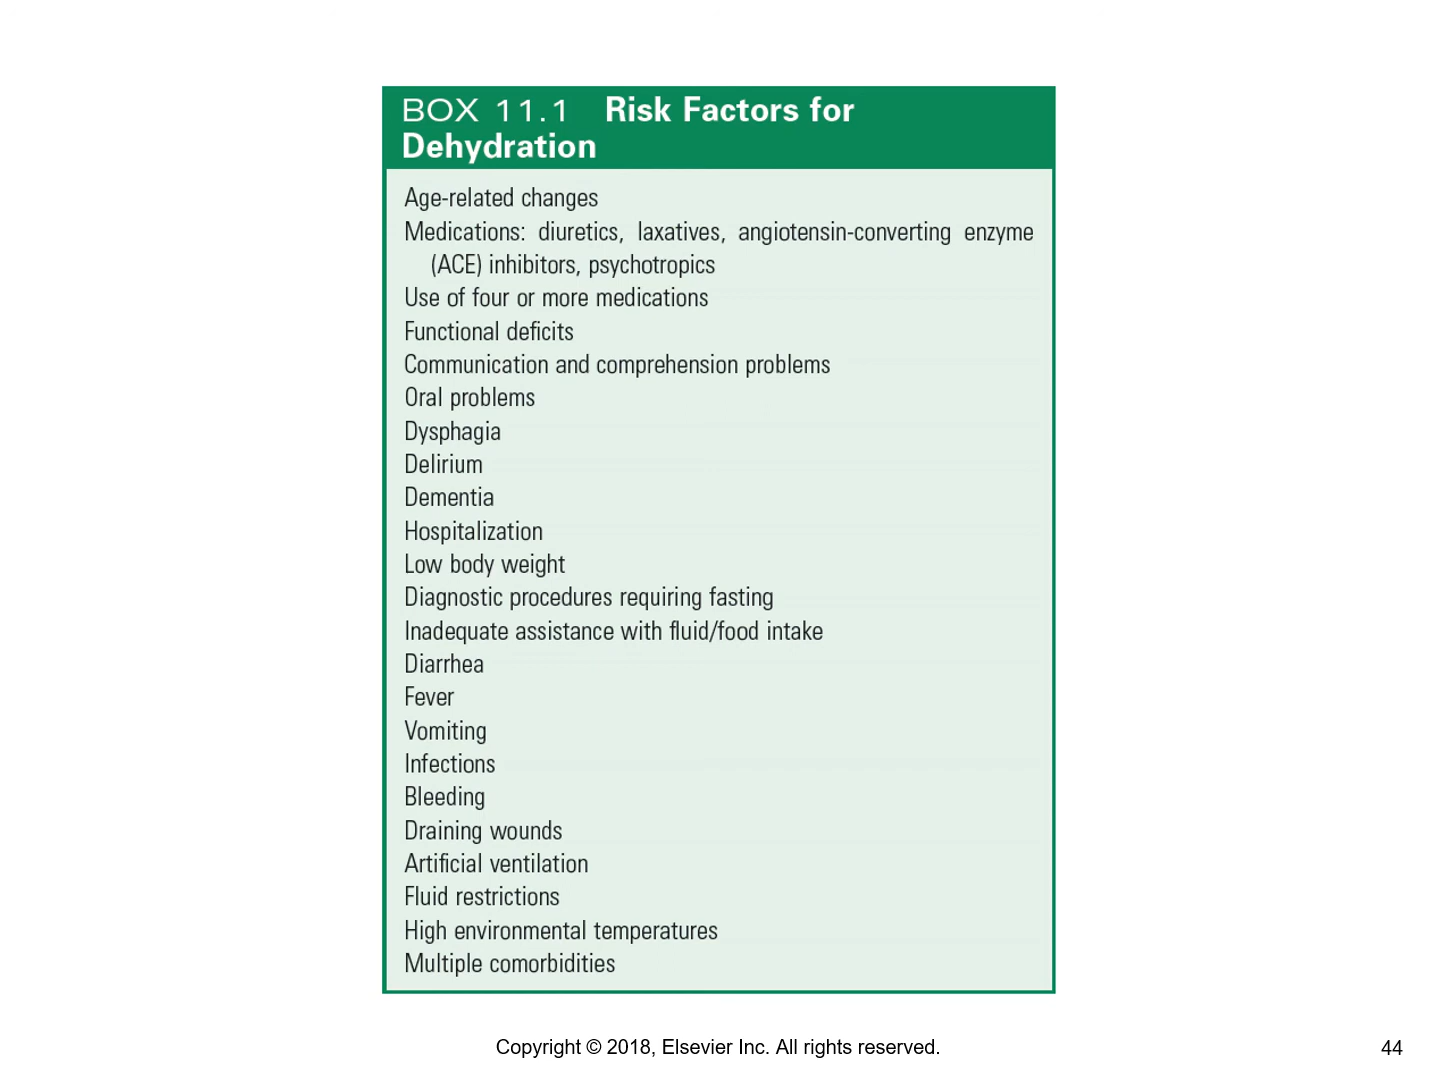 BOX 11.1 Risk Factors for
Dehydration
Age-related changes
Medications: diuretics, laxatives, angiotensin-converting enzyme
(ACE) inhibitors, psychotropics
Use of four or more medications
Functional deficits
Communication and comprehension problems
Oral problems
Dysphagia
Delirium
Dementia
Hospitalization
Low body weight
Diagnostic procedures requiring fasting
Inadequate assistance with fluid/food intake
Diarrhea
Fever
Vomiting
Infections
Bleeding
Draining wounds
Artificial ventilation
Fluid restrictions
High environmental temperatures
Multiple comorbidities
Copyright © 2018, Elsevier Inc. All rights reserved.
44